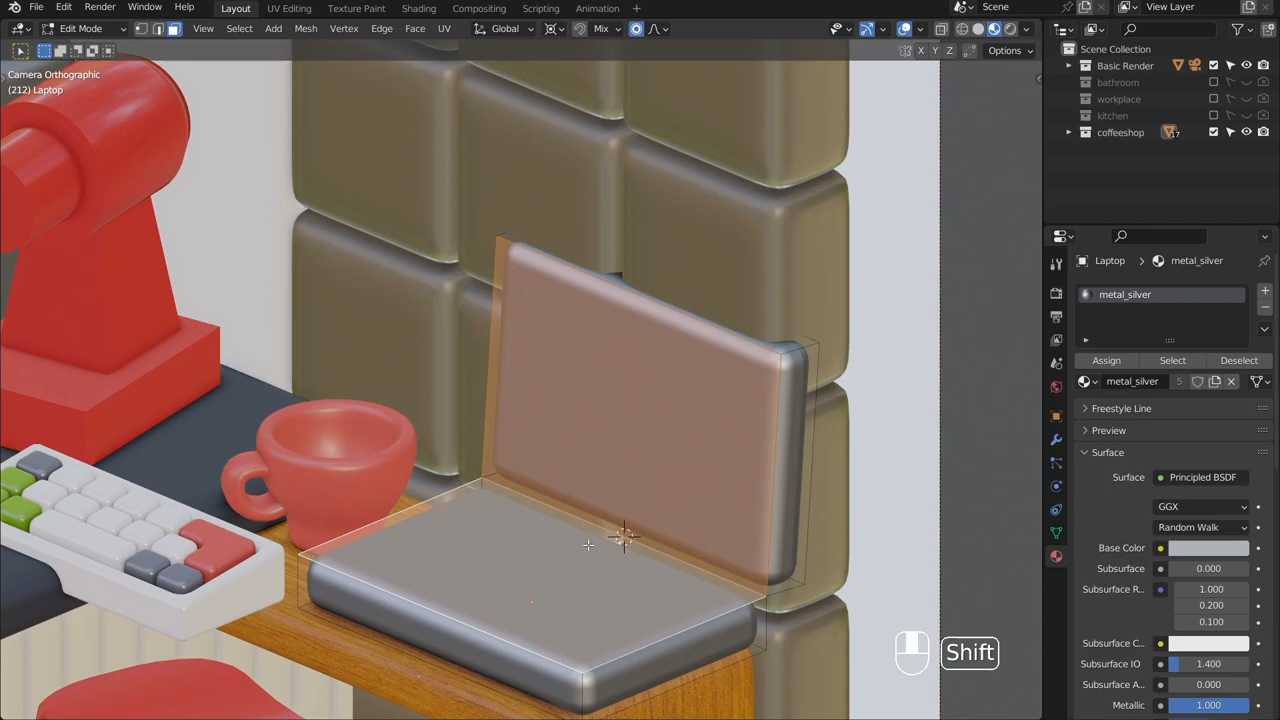 File Edit Render Window Help Layout UV Editing Texture Paint Shading Compositing Scripting Animation Scene View Layer
Edit Mode View Select Add Mesh Vertex Edge Face UV Global Mix
X Y Z Options
Camera Orthographic
(212) Laptop
Scene Collection
Basic Render
bathroom
workplace
kitchen
coffeeshop 17
Laptop metal_silver
metal_silver
Assign Select Deselect
metal_silver 5
Freestyle Line
Preview
Surface
Surface Principled BSDF
GGX
Random Walk
Base Color
Subsurface 0.000
Subsurface R... 1.000
0.200
0.100
Subsurface C...
Subsurface IO 1.400
Subsurface A... 0.000
Metallic 1.000
Shift